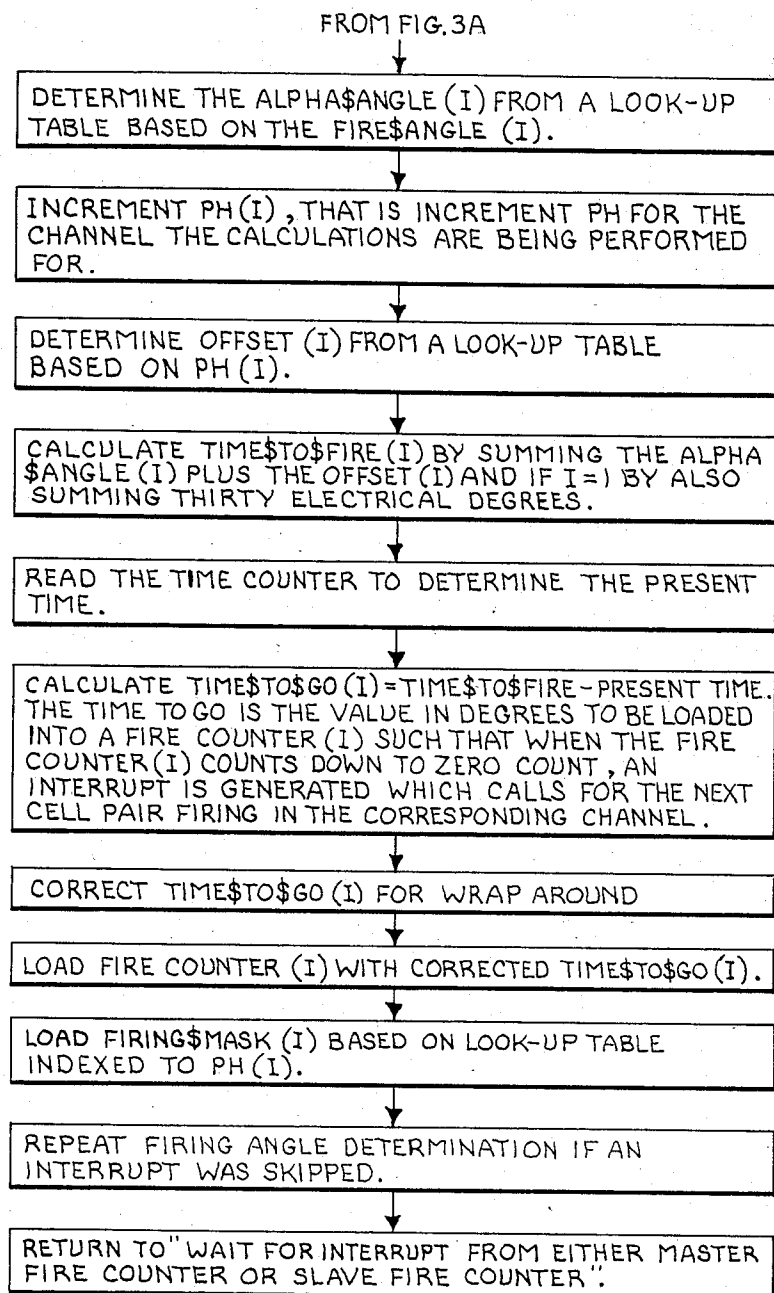 FROM FIG.3A
DETERMINE THE ALPHA$ANGLE (I) FROM A LOOK-UP
TABLE BASED ON THE FIRE$ANGLE (I).
INCREMENT PH(I), THAT IS INCREMENT PH FOR THE
CHANNEL THE CALCULATIONS ARE BEING PERFORMED
FOR.
DETERMINE OFFSET (I) FROM A LOOK-UP TABLE
BASED ON PH(I).
CALCULATE TIME$TO$FIRE(I) BY SUMMING THE ALPHA
$ANGLE(I) PLUS THE OFFSET(I) AND IF I=1 BY ALSO
SUMMING THIRTY ELECTRICAL DEGREES.
READ THE TIME COUNTER TO DETERMINE THE PRESENT
TIME.
CALCULATE TIME$TO$GO(I)=TIME$TO$FIRE-PRESENT TIME.
THE TIME TO GO IS THE VALUE IN DEGREES TO BE LOADED
INTO A FIRE COUNTER(I) SUCH THAT WHEN THE FIRE
COUNTER(I) COUNTS DOWN TO ZERO COUNT, AN
INTERRUPT IS GENERATED WHICH CALLS FOR THE NEXT
CELL PAIR FIRING IN THE CORRESPONDING CHANNEL.
CORRECT TIME$TO$GO(I) FOR WRAP AROUND
LOAD FIRE COUNTER (I) WITH CORRECTED TIME$TO$GO(I).
LOAD FIRING$MASK (I) BASED ON LOOK-UP TABLE
INDEXED TO PH(I).
REPEAT FIRING ANGLE DETERMINATION IF AN
INTERRUPT WAS SKIPPED.
RETURN TO "WAIT FOR INTERRUPT FROM EITHER MASTER
FIRE COUNTER OR SLAVE FIRE COUNTER".